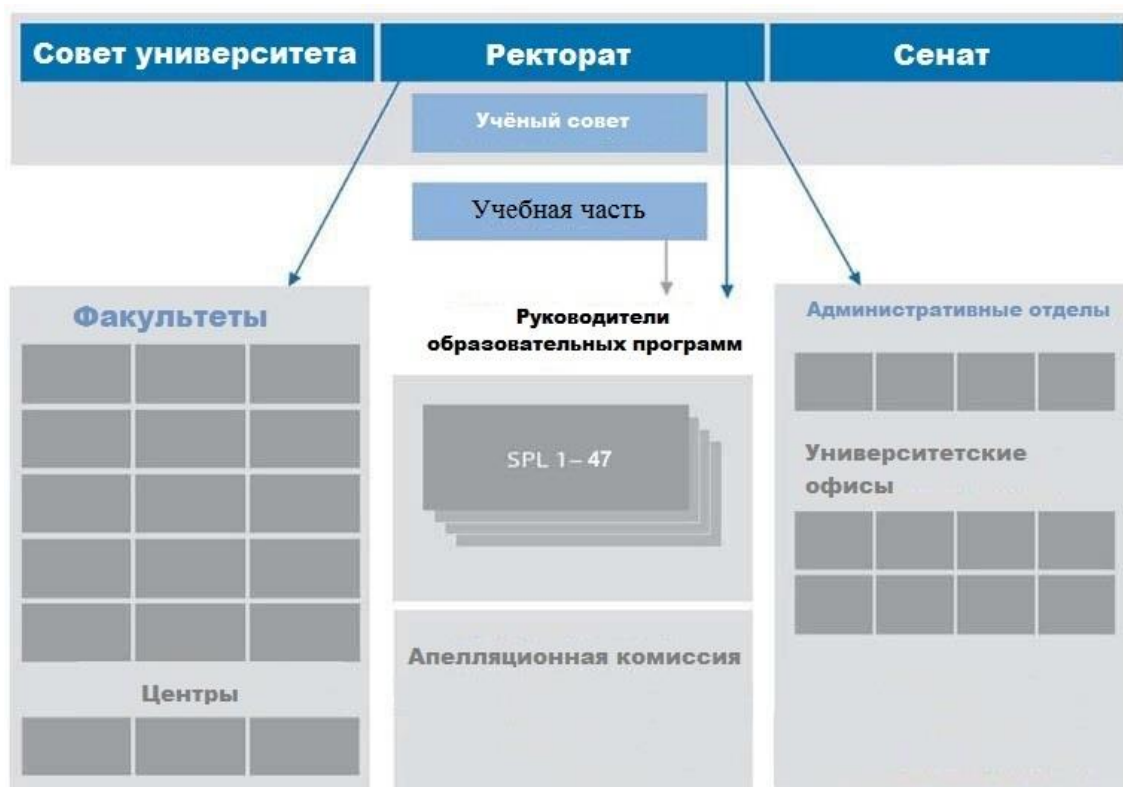 Совет университета
Ректорат
Сенат
Учёный совет
Учебная часть
Факультеты
Руководители
образовательных программ
Административные отделы
SPL 1– 47
Университетские
офисы
Апелляционная комиссия
Центры